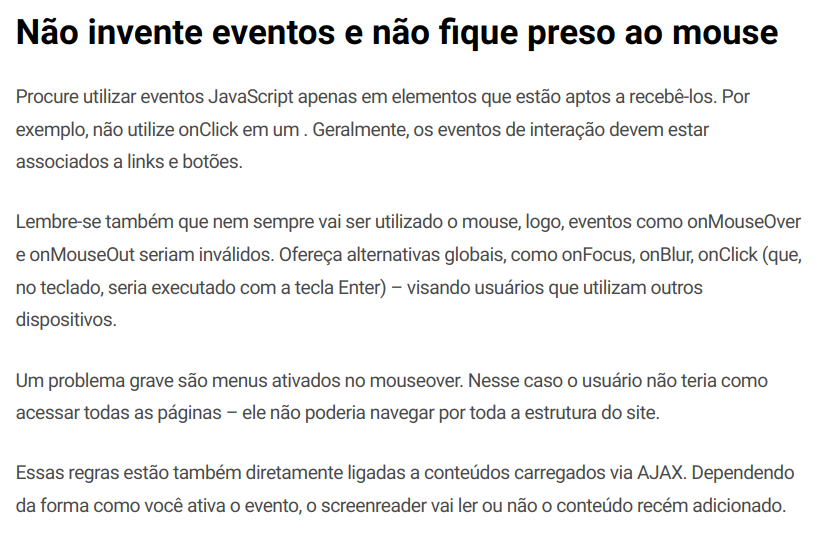 Não invente eventos e não fique preso ao mouse
Procure utilizar eventos JavaScript apenas em elementos que estão aptos a recebê-los. Por
exemplo, não utilize onClick em um . Geralmente, os eventos de interação devem estar
associados a links e botões.
Lembre-se também que nem sempre vai ser utilizado o mouse, logo, eventos como onMouseOver
e onMouseOut seriam inválidos. Ofereça alternativas globais, como onFocus, onBlur, onClick (que,
no teclado, seria executado com a tecla Enter) – visando usuários que utilizam outros
dispositivos.
Um problema grave são menus ativados no mouseover. Nesse caso o usuário não teria como
acessar todas as páginas – ele não poderia navegar por toda a estrutura do site.
Essas regras estão também diretamente ligadas a conteúdos carregados via AJAX. Dependendo
da forma como você ativa o evento, o screenreader vai ler ou não o conteúdo recém adicionado.